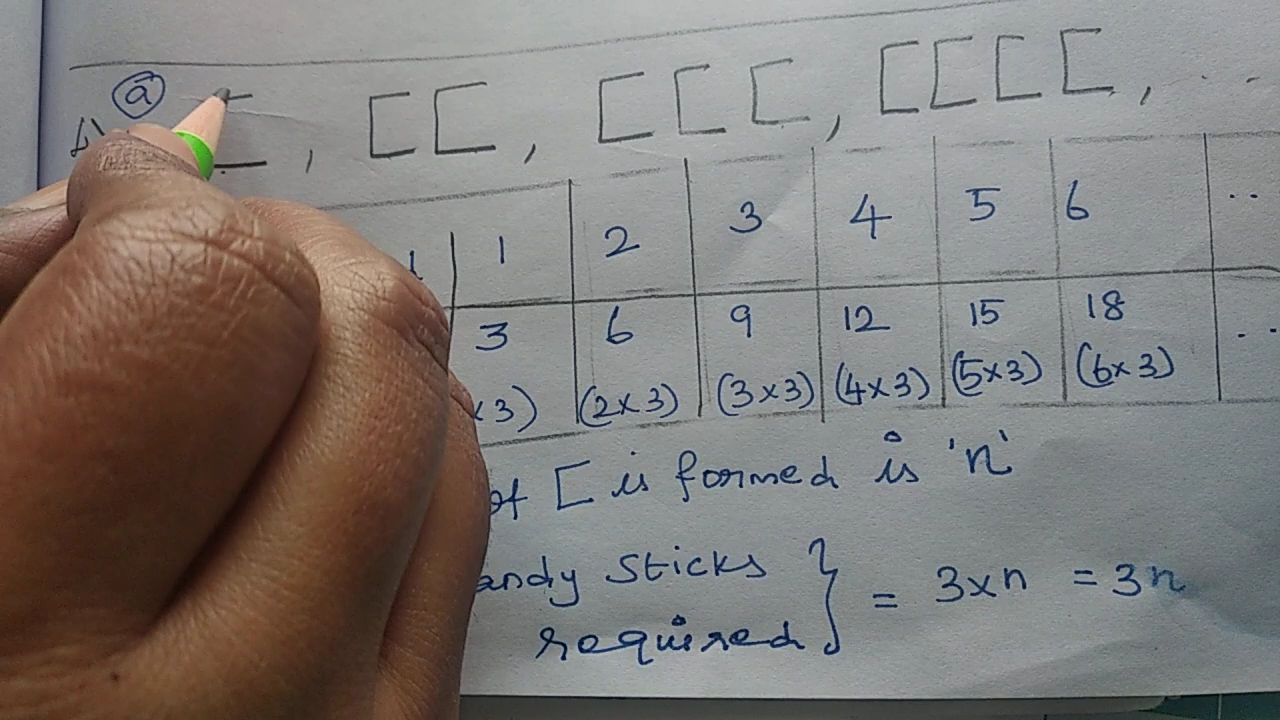 a
[ , [ [ , [ [ [ , [ [ [ [ , . . .
1 2 3 4 5 6 ..
3 6 9 12 15 18 ..
×3) (2×3) (3×3) (4×3) (5×3) (6×3)
of [ is formed is 'n'
andy sticks
required } = 3×n = 3n